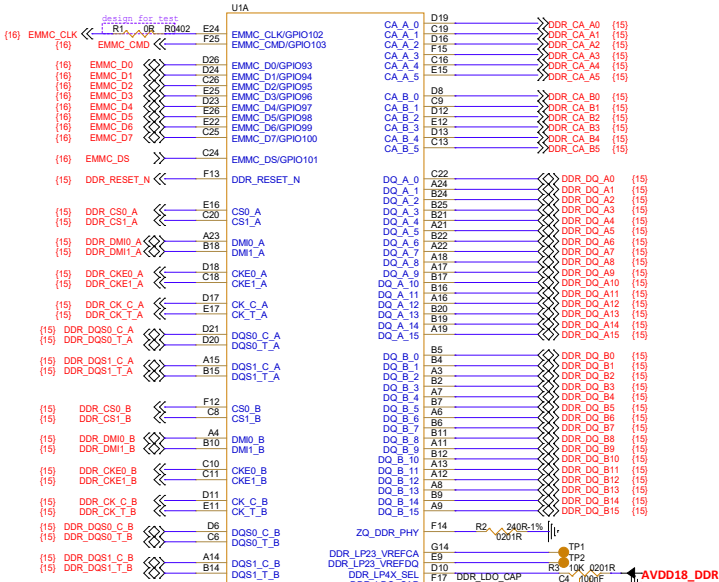 U1A
design for test
{16} EMMC_CLK R1 0R R0402 E24 EMMC_CLK/GPIO102 CA_A_0 D19 DDR_CA_A0 {15}
{16} EMMC_CMD F25 EMMC_CMD/GPIO103 CA_A_1 C19 DDR_CA_A1 {15}
CA_A_2 D16 DDR_CA_A2 {15}
{16} EMMC_D0 D26 EMMC_D0/GPIO93 CA_A_3 F15 DDR_CA_A3 {15}
{16} EMMC_D1 D24 EMMC_D1/GPIO94 CA_A_4 C16 DDR_CA_A4 {15}
{16} EMMC_D2 C26 EMMC_D2/GPIO95 CA_A_5 E15 DDR_CA_A5 {15}
{16} EMMC_D3 E25 EMMC_D3/GPIO96 CA_B_0 D8 DDR_CA_B0 {15}
{16} EMMC_D4 D23 EMMC_D4/GPIO97 CA_B_1 C9 DDR_CA_B1 {15}
{16} EMMC_D5 E26 EMMC_D5/GPIO98 CA_B_2 D12 DDR_CA_B2 {15}
{16} EMMC_D6 E22 EMMC_D6/GPIO99 CA_B_3 E12 DDR_CA_B3 {15}
{16} EMMC_D7 C25 EMMC_D7/GPIO100 CA_B_4 D13 DDR_CA_B4 {15}
CA_B_5 C13 DDR_CA_B5 {15}
{16} EMMC_DS C24 EMMC_DS/GPIO101
{15} DDR_RESET_N F13 DDR_RESET_N DQ_A_0 C22 DDR_DQ_A0 {15}
DQ_A_1 A24 DDR_DQ_A1 {15}
DQ_A_2 B24 DDR_DQ_A2 {15}
{15} DDR_CS0_A E16 CS0_A DQ_A_3 B25 DDR_DQ_A3 {15}
{15} DDR_CS1_A C20 CS1_A DQ_A_4 B21 DDR_DQ_A4 {15}
DQ_A_5 A21 DDR_DQ_A5 {15}
{15} DDR_DMI0_A A23 DMI0_A DQ_A_6 B22 DDR_DQ_A6 {15}
{15} DDR_DMI1_A B18 DMI1_A DQ_A_7 A22 DDR_DQ_A7 {15}
DQ_A_8 A18 DDR_DQ_A8 {15}
{15} DDR_CKE0_A D18 CKE0_A DQ_A_9 A17 DDR_DQ_A9 {15}
{15} DDR_CKE1_A C18 CKE1_A DQ_A_10 B17 DDR_DQ_A10 {15}
DQ_A_11 B16 DDR_DQ_A11 {15}
{15} DDR_CK_C_A D17 CK_C_A DQ_A_12 A16 DDR_DQ_A12 {15}
{15} DDR_CK_T_A E17 CK_T_A DQ_A_13 B20 DDR_DQ_A13 {15}
DQ_A_14 B19 DDR_DQ_A14 {15}
{15} DDR_DQS0_C_A D21 DQS0_C_A DQ_A_15 A19 DDR_DQ_A15 {15}
{15} DDR_DQS0_T_A D20 DQS0_T_A
{15} DDR_DQS1_C_A A15 DQS1_C_A DQ_B_0 B5 DDR_DQ_B0 {15}
{15} DDR_DQS1_T_A B15 DQS1_T_A DQ_B_1 B4 DDR_DQ_B1 {15}
DQ_B_2 A3 DDR_DQ_B2 {15}
DQ_B_3 B2 DDR_DQ_B3 {15}
{15} DDR_CS0_B F12 CS0_B DQ_B_4 A7 DDR_DQ_B4 {15}
{15} DDR_CS1_B C8 CS1_B DQ_B_5 B7 DDR_DQ_B5 {15}
DQ_B_6 A6 DDR_DQ_B6 {15}
DQ_B_7 B6 DDR_DQ_B7 {15}
{15} DDR_DMI0_B A4 DMI0_B DQ_B_8 B11 DDR_DQ_B8 {15}
{15} DDR_DMI1_B B10 DMI1_B DQ_B_9 A11 DDR_DQ_B9 {15}
DQ_B_10 B12 DDR_DQ_B10 {15}
{15} DDR_CKE0_B C10 CKE0_B DQ_B_11 A13 DDR_DQ_B11 {15}
{15} DDR_CKE1_B C11 CKE1_B DQ_B_12 A12 DDR_DQ_B12 {15}
DQ_B_13 A8 DDR_DQ_B13 {15}
{15} DDR_CK_C_B D11 CK_C_B DQ_B_14 B9 DDR_DQ_B14 {15}
{15} DDR_CK_T_B E11 CK_T_B DQ_B_15 A9 DDR_DQ_B15 {15}
{15} DDR_DQS0_C_B D6 DQS0_C_B ZQ_DDR_PHY F14 R2 240R-1%
{15} DDR_DQS0_T_B C6 DQS0_T_B 0201R
DDR_LP23_VREFCA G14 TP1
{15} DDR_DQS1_C_B A14 DQS1_C_B DDR_LP23_VREFDQ E9 TP2
{15} DDR_DQS1_T_B B14 DQS1_T_B DDR_LP4X_SEL D10 R3 10K 0201R AVDD18_DDR
F17 DDR_LDO_CAP C4 100nF